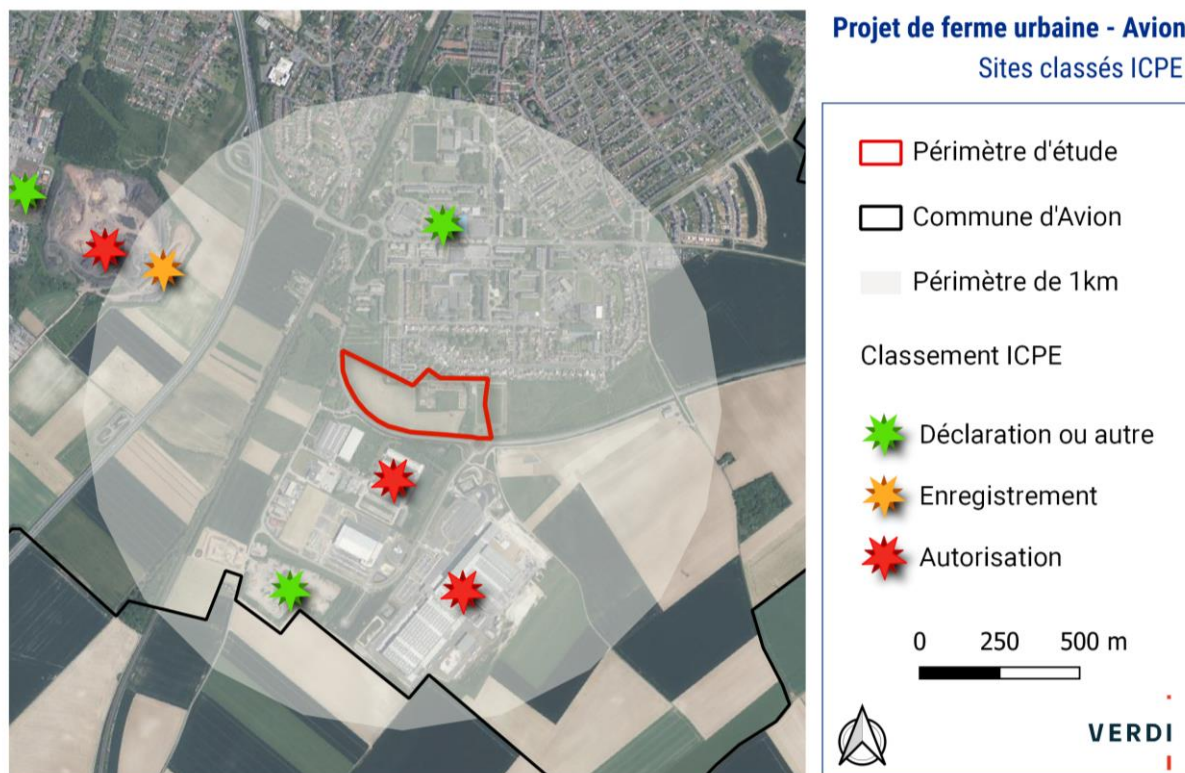 Projet de ferme urbaine - Avion
Sites classés ICPE
Périmètre d'étude
Commune d'Avion
Périmètre de 1km
Classement ICPE
Déclaration ou autre
Enregistrement
Autorisation
0 250 500 m
VERDI